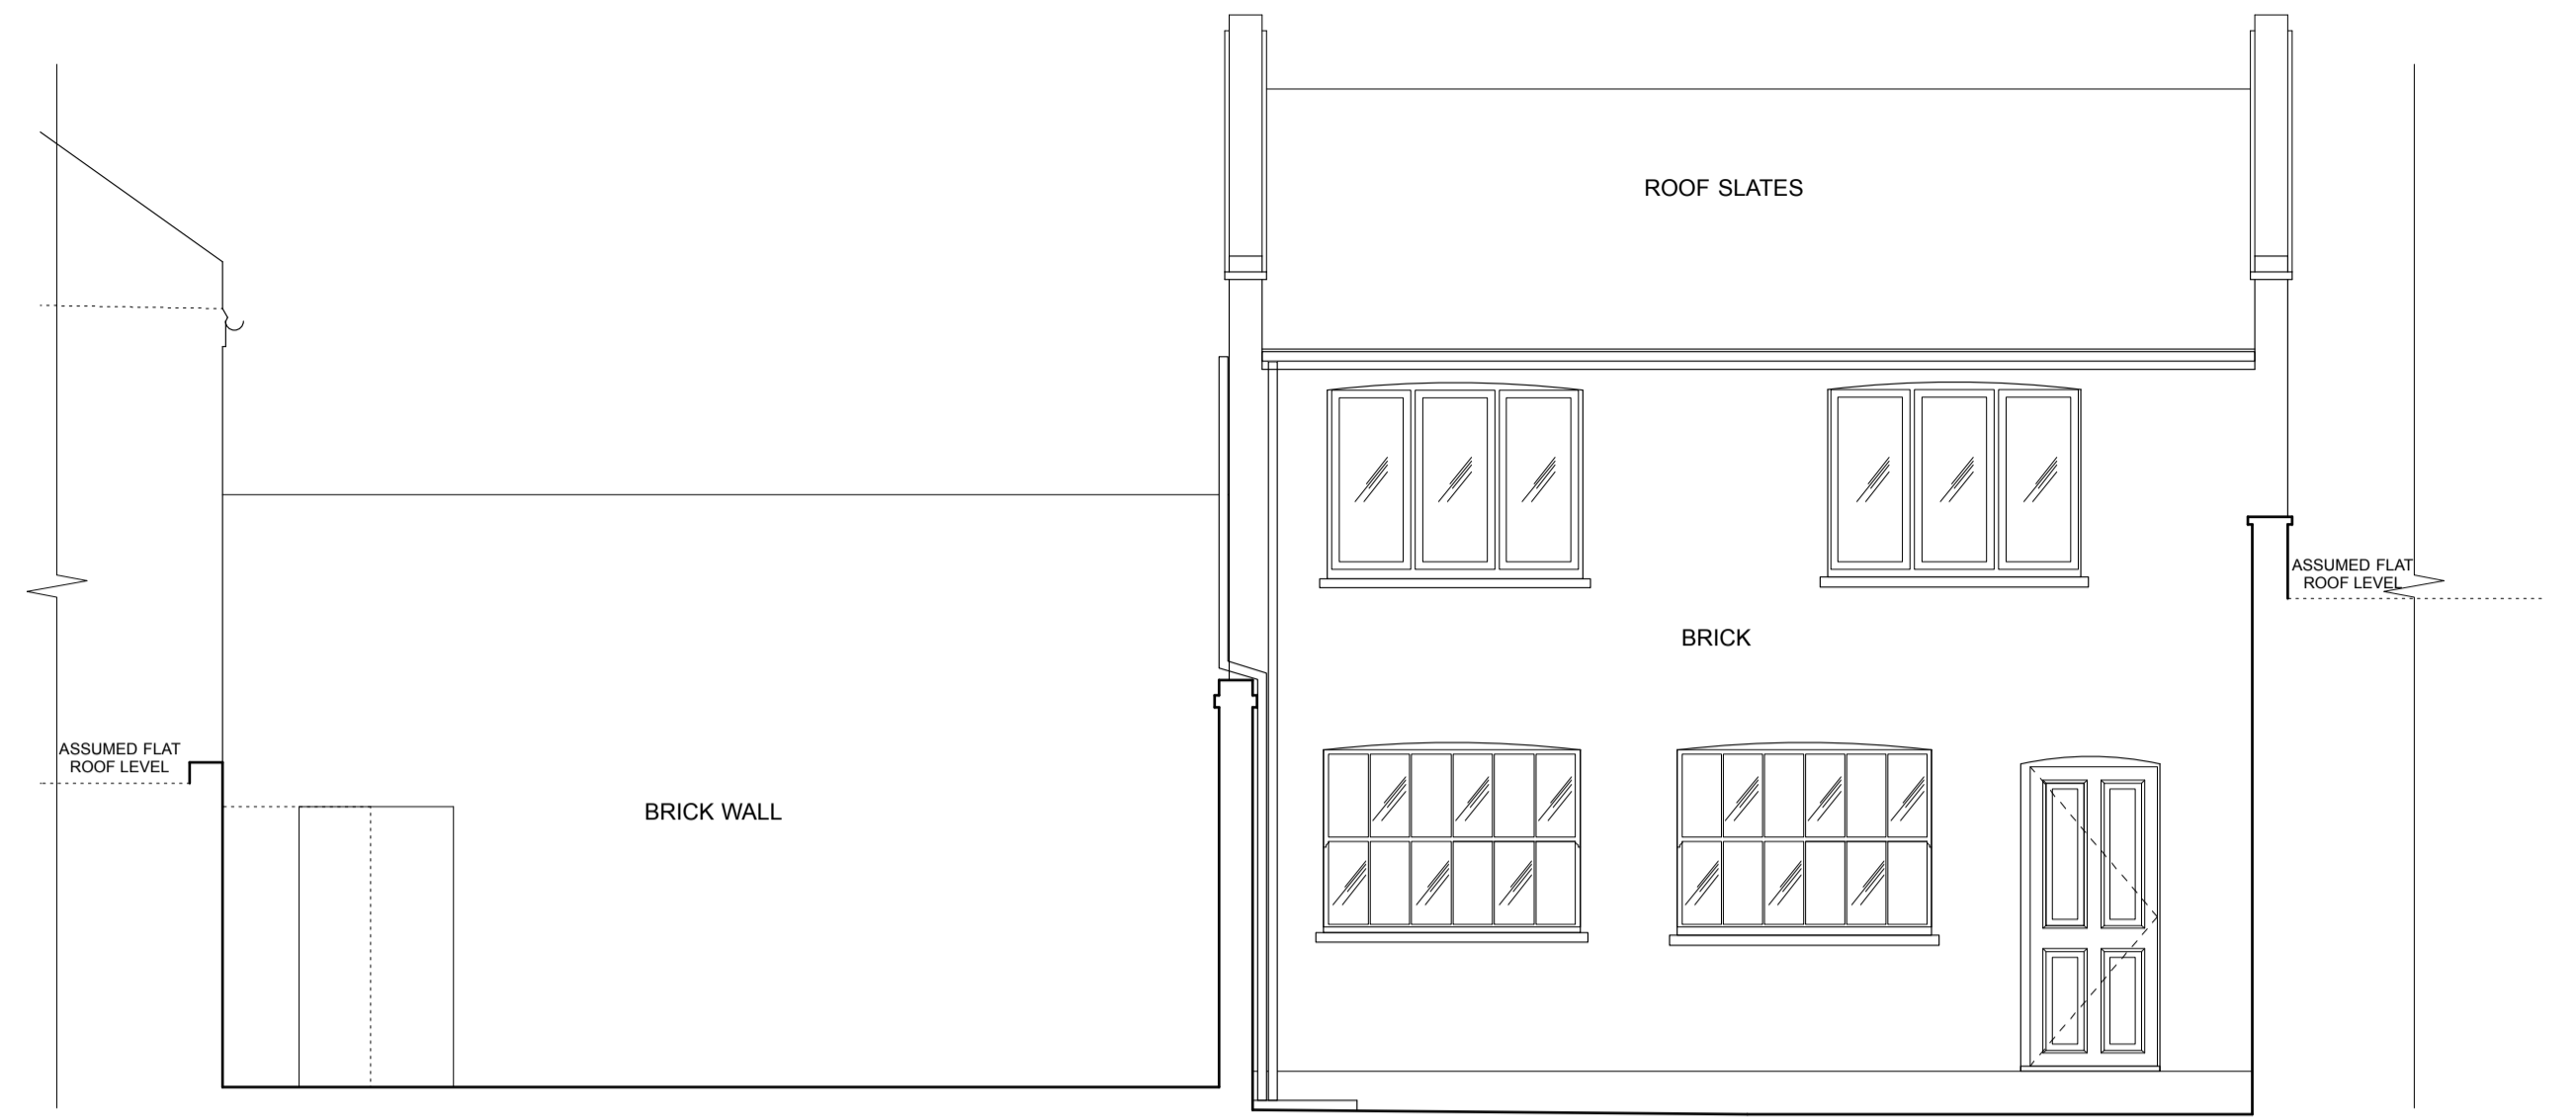 ROOF SLATES
ASSUMED FLAT
ROOF LEVEL
BRICK
ASSUMED FLAT
ROOF LEVEL
BRICK WALL